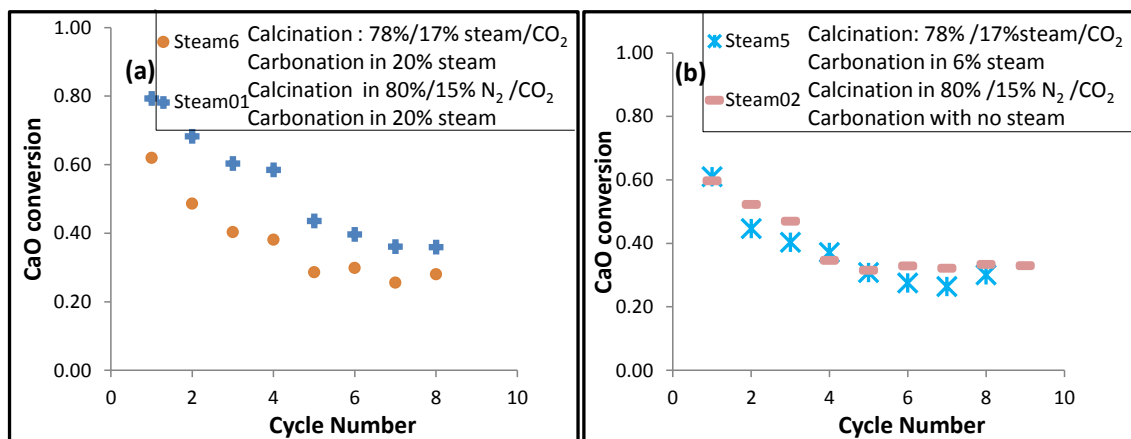 (a)
Steam6
Calcination : 78%/17% steam/CO₂
Carbonation in 20% steam
Steam01
Calcination in 80%/15% N₂ /CO₂
Carbonation in 20% steam
CaO conversion
1.00
0.80
0.60
0.40
0.20
0.00
0
2
4
6
8
10
Cycle Number
(b)
Steam5
Calcination: 78% /17%steam/CO₂
Carbonation in 6% steam
Steam02
Calcination in 80% /15% N₂ /CO₂
Carbonation with no steam
CaO conversion
1.00
0.80
0.60
0.40
0.20
0.00
0
2
4
6
8
10
Cycle Number